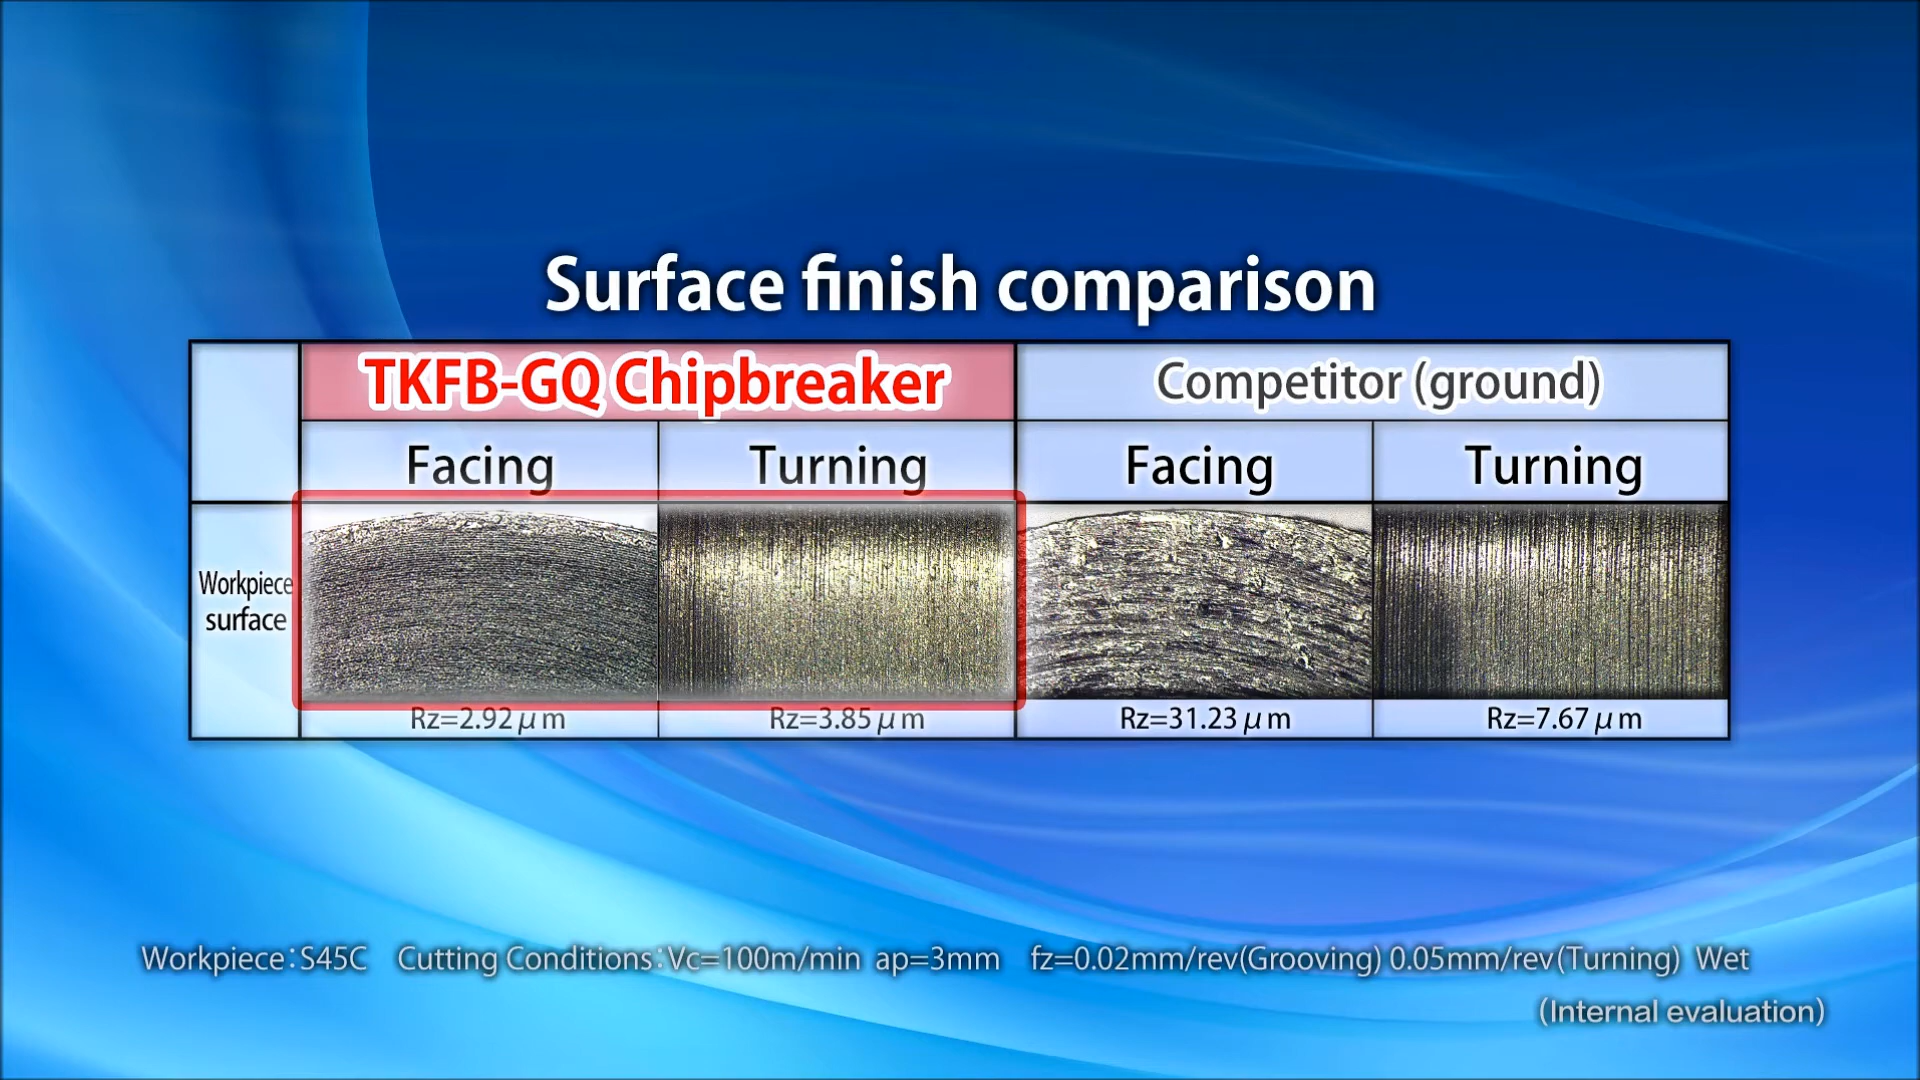 Surface finish comparison
TKFB-GQ Chipbreaker
Competitor (ground)
Facing
Turning
Facing
Turning
Workpiece
surface
Rz=2.92μm
Rz=3.85μm
Rz=31.23μm
Rz=7.67μm
Workpiece:S45C Cutting Conditions:Vc=100m/min ap=3mm fz=0.02mm/rev(Grooving) 0.05mm/rev(Turning) Wet
(Internal evaluation)